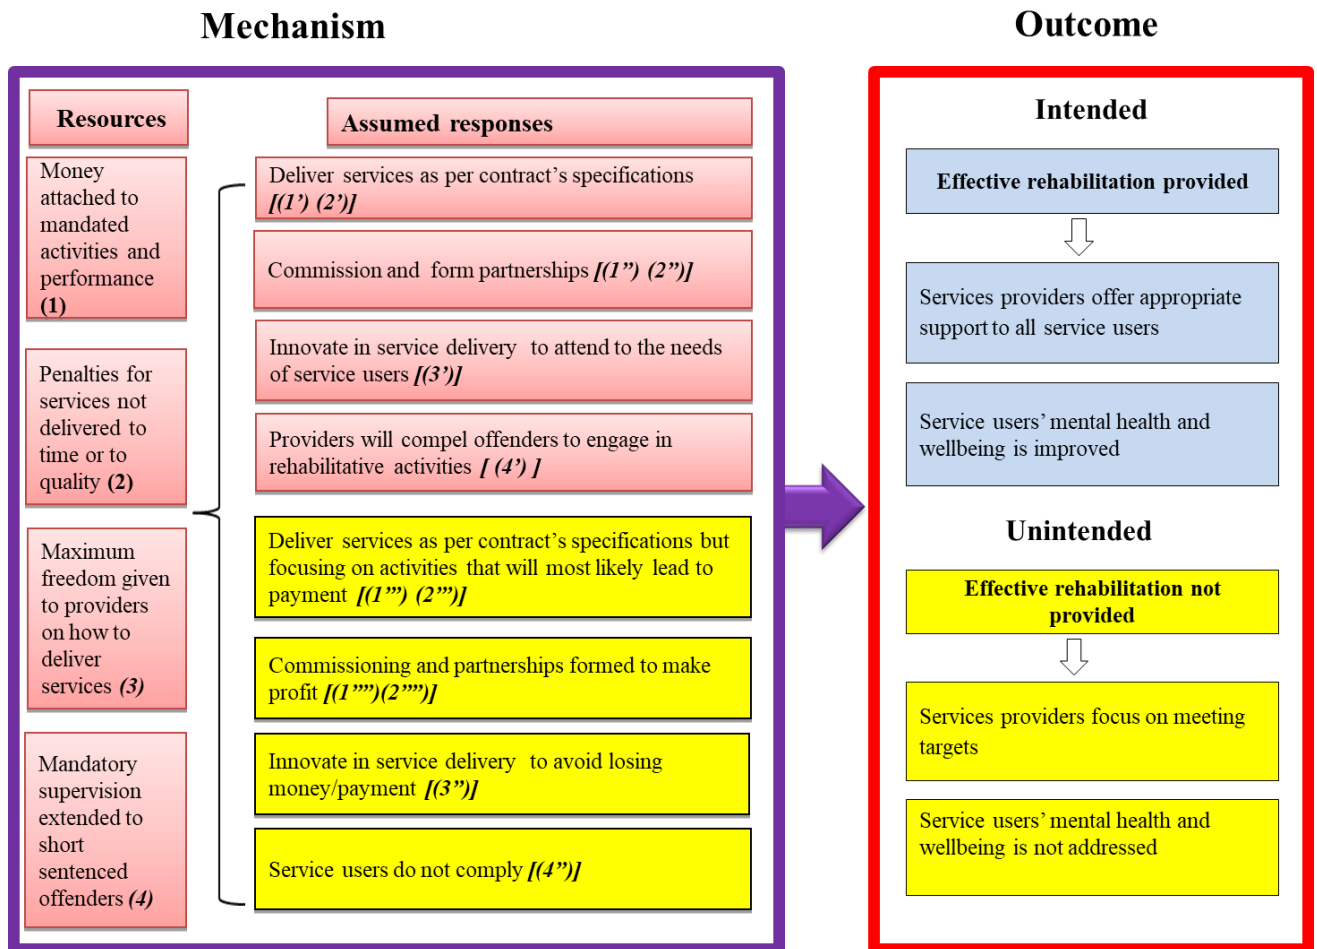 Mechanism
Outcome
Resources
Money
attached to
mandated
activities and
performance
(1)
Penalties for
services not
delivered to
time or to
quality (2)
Maximum
freedom given
to providers
on how to
deliver
services (3)
Mandatory
supervision
extended to
short
sentenced
offenders (4)
Assumed responses
Deliver services as per contract’s specifications
[(1’) (2’)]
Commission and form partnerships [(1”) (2”)]
Innovate in service delivery to attend to the needs
of service users [(3’)]
Providers will compel offenders to engage in
rehabilitative activities [ (4’) ]
Deliver services as per contract’s specifications but
focusing on activities that will most likely lead to
payment [(1”’) (2”’)]
Commissioning and partnerships formed to make
profit [(1””)(2””)]
Innovate in service delivery to avoid losing
money/payment [(3”)]
Service users do not comply [(4”)]
Intended
Effective rehabilitation provided
Services providers offer appropriate
support to all service users
Service users’ mental health and
wellbeing is improved
Unintended
Effective rehabilitation not
provided
Services providers focus on meeting
targets
Service users’ mental health and
wellbeing is not addressed